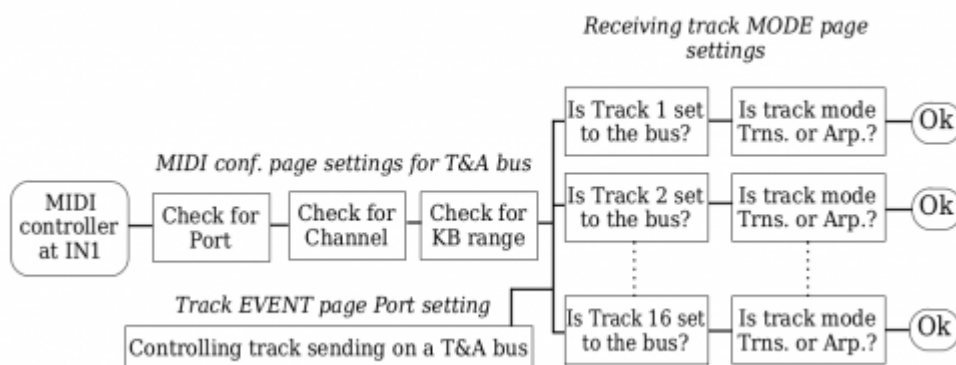 Receiving track MODE page
settings
Is Track 1 set
to the bus?
Is track mode
Trns. or Arp.?
Ok
MIDI conf. page settings for T&A bus
MIDI
controller
at IN1
Check for
Port
Check for
Channel
Check for
KB range
Is Track 2 set
to the bus?
Is track mode
Trns. or Arp.?
Ok
Track EVENT page Port setting
Controlling track sending on a T&A bus
Is Track 16 set
to the bus?
Is track mode
Trns. or Arp.?
Ok